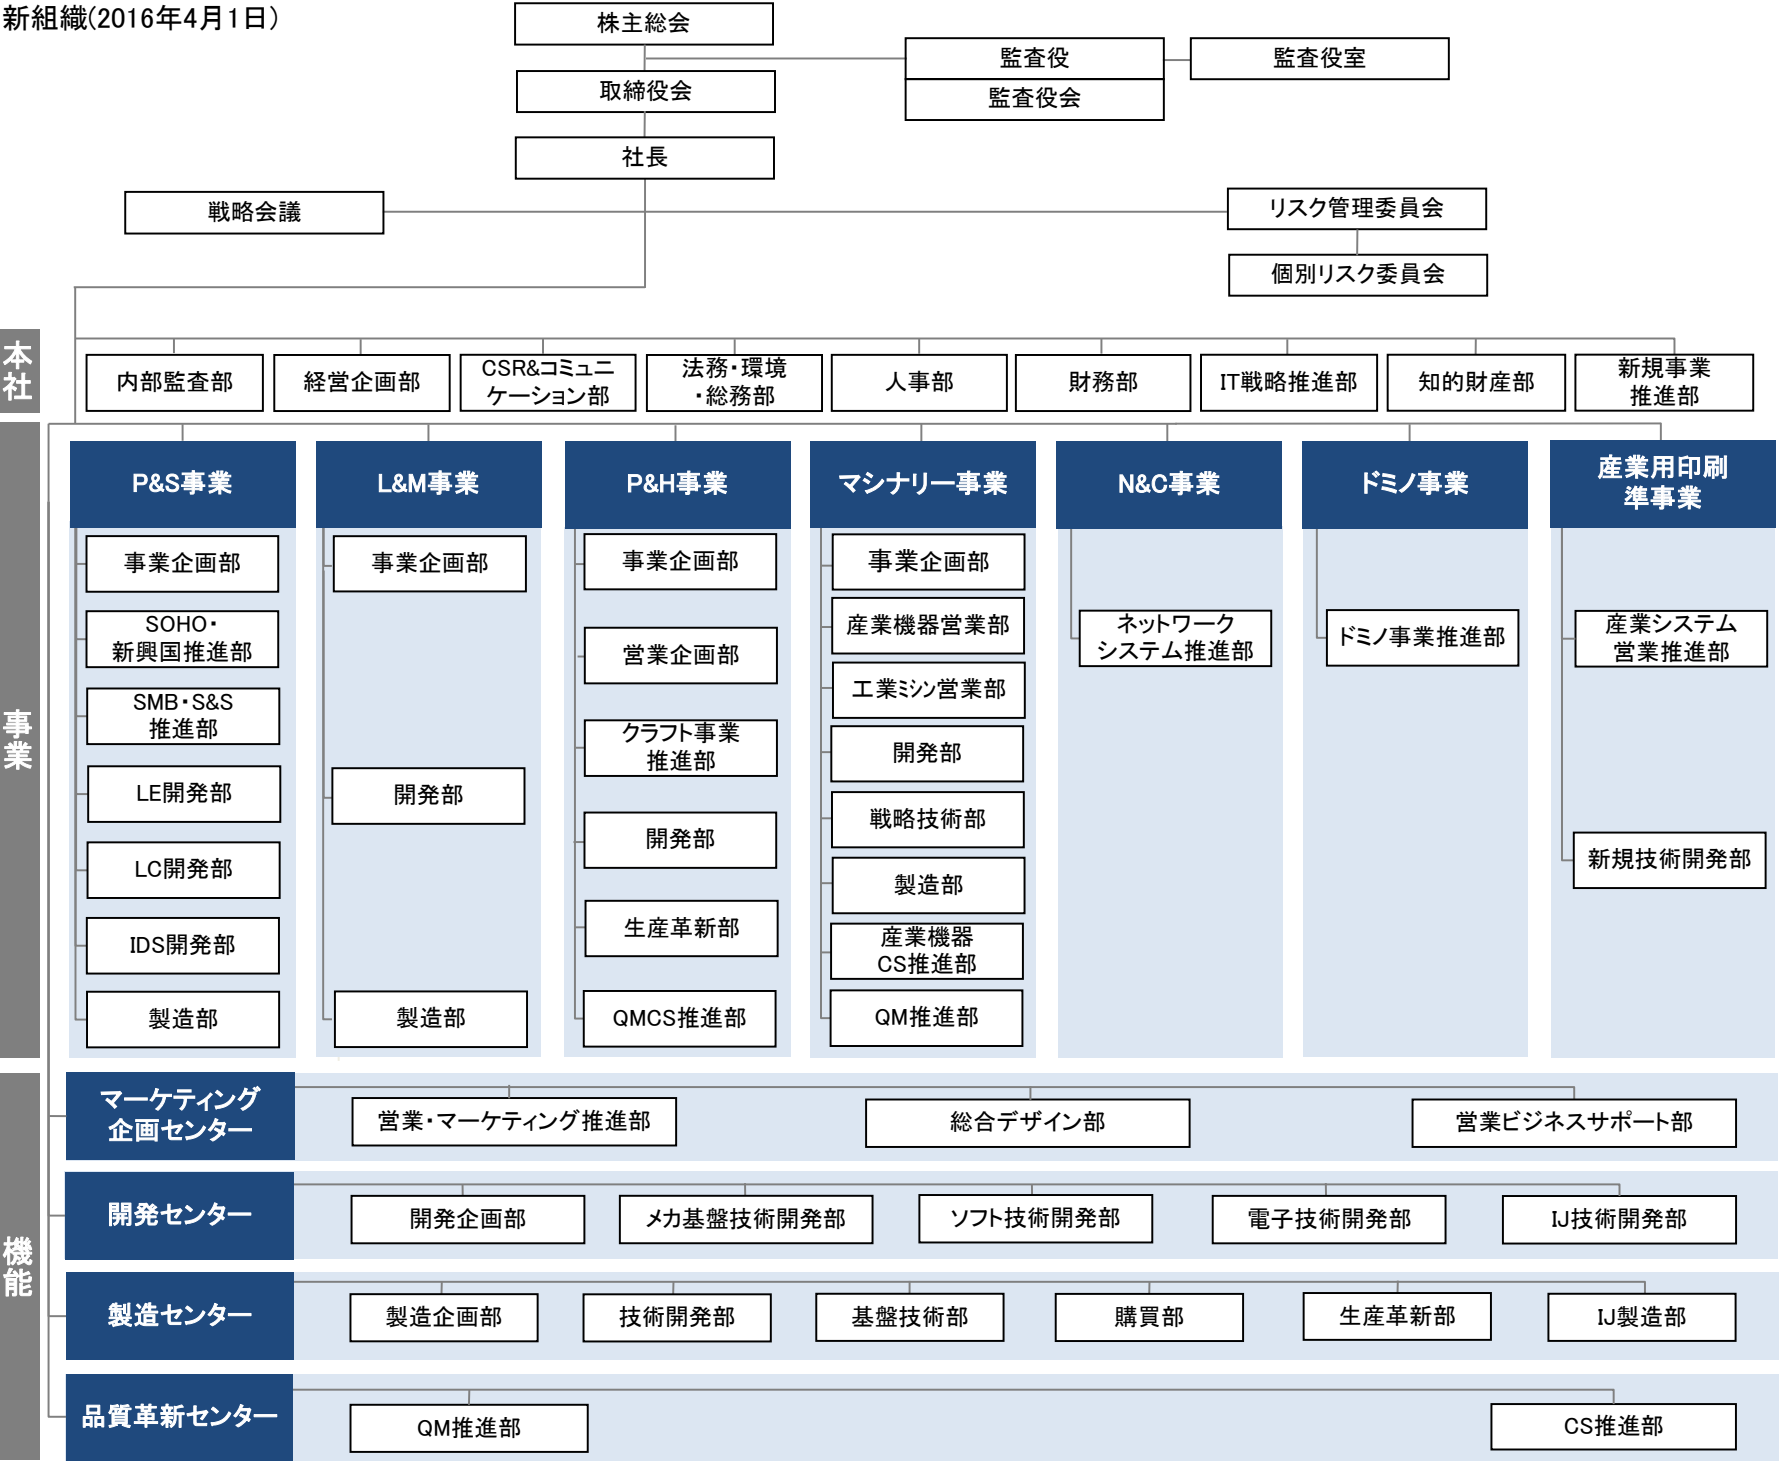 新組織(2016年4月1日)
株主総会
監査役
監査役室
取締役会
監査役会
社長
戦略会議
リスク管理委員会
個別リスク委員会
本社
内部監査部
経営企画部
CSR&コミュニ
ケーション部
法務・環境
・総務部
人事部
財務部
IT戦略推進部
知的財産部
新規事業
推進部
事業
P&S事業
事業企画部
SOHO・
新興国推進部
SMB・S&S
推進部
LE開発部
LC開発部
IDS開発部
製造部
L&M事業
事業企画部
開発部
製造部
P&H事業
事業企画部
営業企画部
クラフト事業
推進部
開発部
生産革新部
QMCS推進部
マシナリー事業
事業企画部
産業機器営業部
工業ミシン営業部
開発部
戦略技術部
製造部
産業機器
CS推進部
QM推進部
N&C事業
ネットワーク
システム推進部
ドミノ事業
ドミノ事業推進部
産業用印刷
準事業
産業システム
営業推進部
新規技術開発部
機能
マーケティング
企画センター
営業・マーケティング推進部
総合デザイン部
営業ビジネスサポート部
開発センター
開発企画部
メカ基盤技術開発部
ソフト技術開発部
電子技術開発部
IJ技術開発部
製造センター
製造企画部
技術開発部
基盤技術部
購買部
生産革新部
IJ製造部
品質革新センター
QM推進部
CS推進部